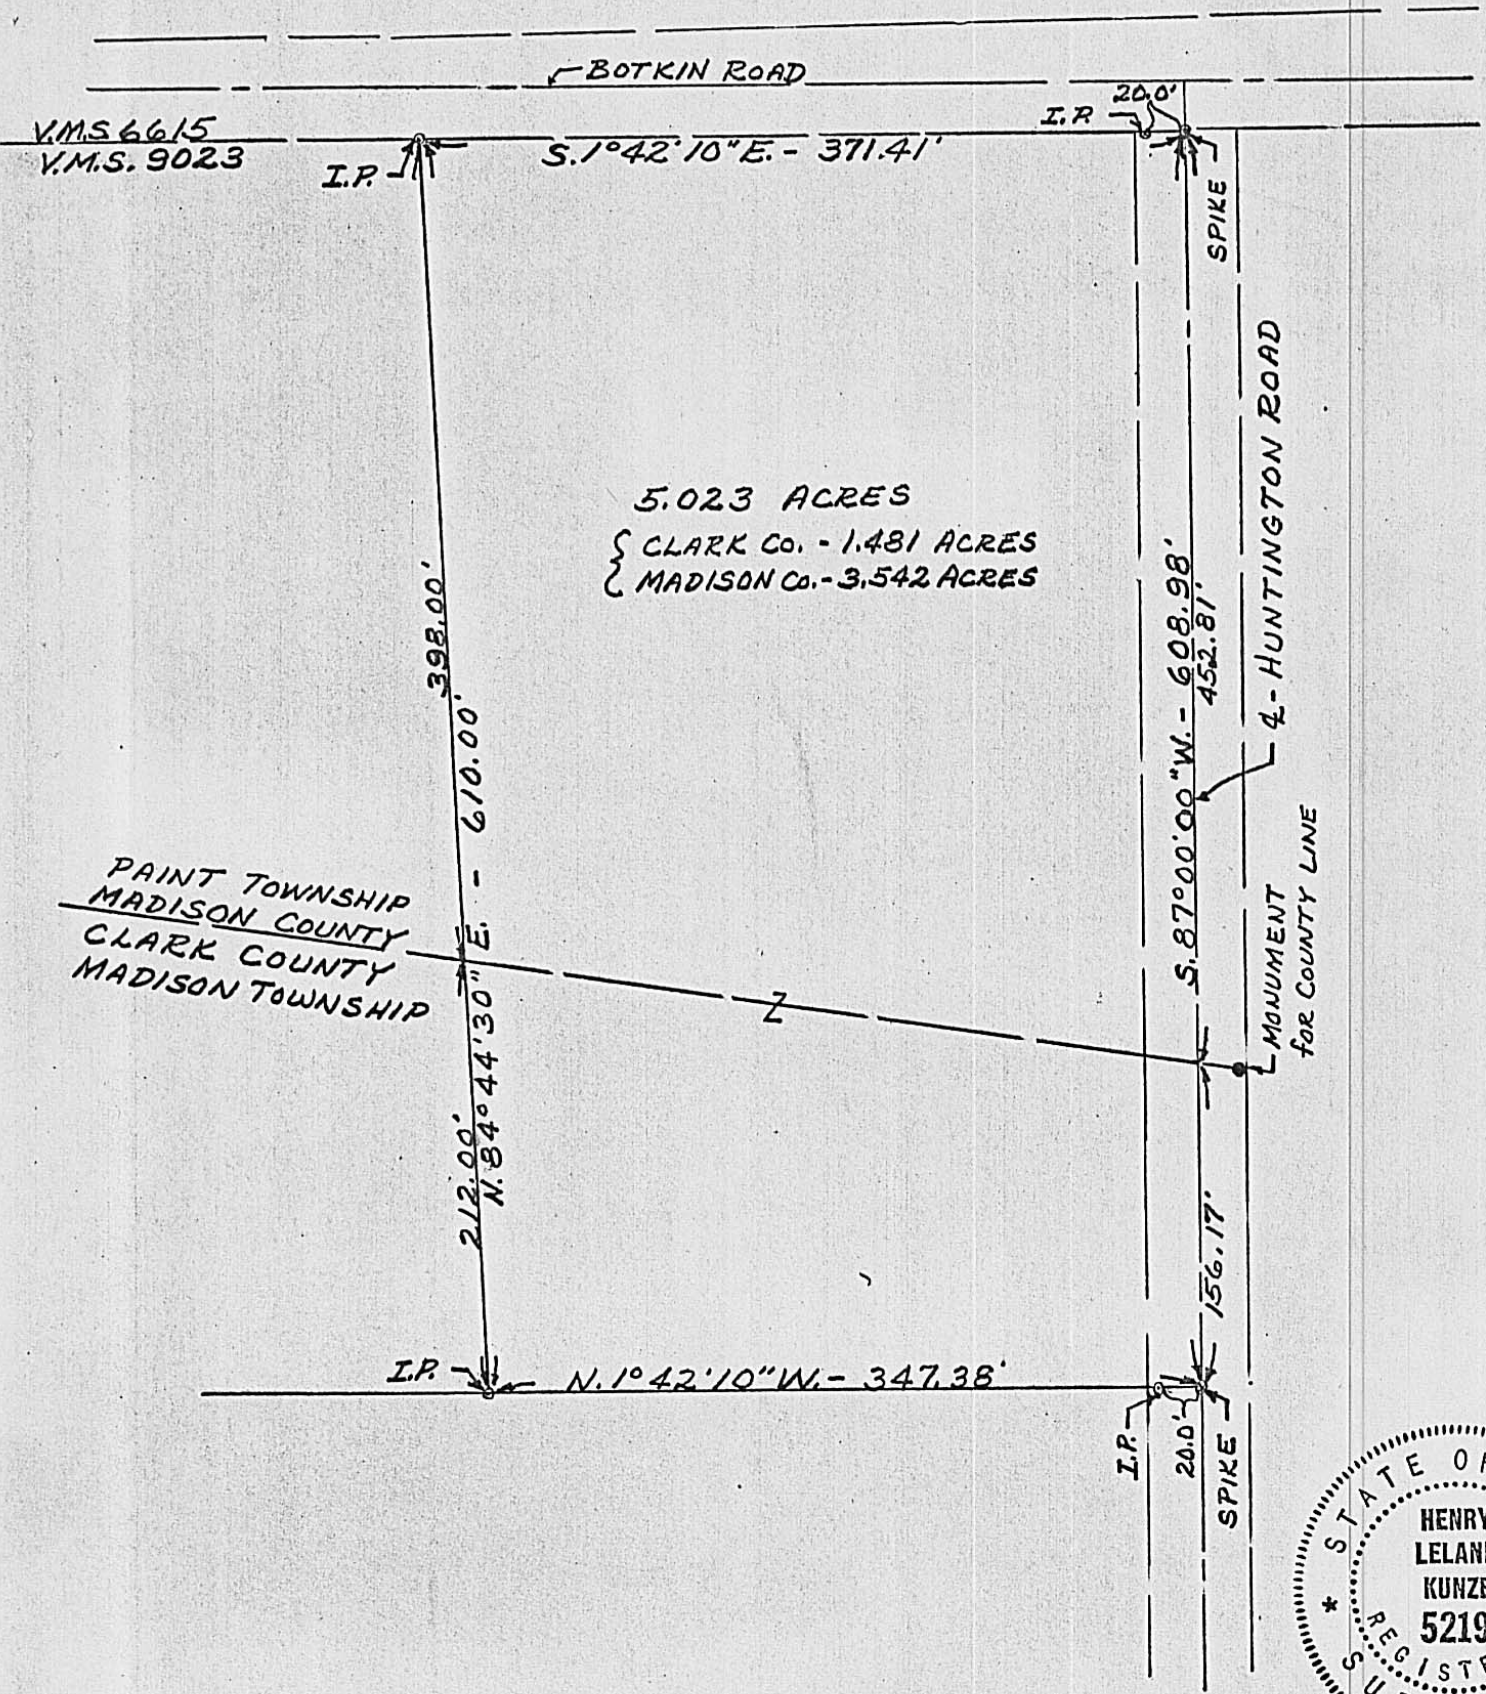 BOTKIN ROAD
V.M.S 6615
V.M.S. 9023
I.P.
S. 1° 42' 10" E. - 371.41'
I.P.
20.0'
SPIKE
5.023 ACRES
{ CLARK CO. - 1.481 ACRES
MADISON CO. - 3.542 ACRES
398.00'
N. 84° 44' 30" E. - 610.00'
212.00'
S. 87° 00' 00" W. - 608.98'
452.81'
℄ - HUNTINGTON ROAD
PAINT TOWNSHIP
MADISON COUNTY
CLARK COUNTY
MADISON TOWNSHIP
Z
MONUMENT
FOR COUNTY LINE
156.17'
I.P.
N. 1° 42' 10" W. - 347.38'
I.P.
20.0'
SPIKE
STATE OF
HENRY
KUNZE
5219